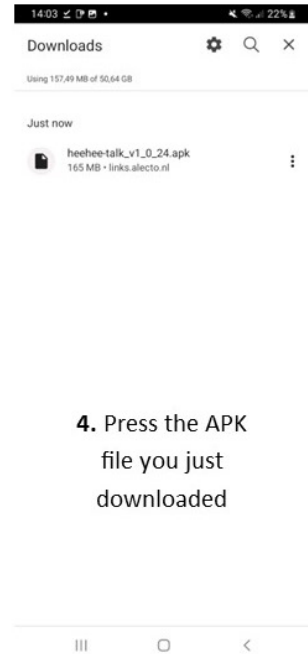 14:03
22%
Downloads
Using 157,49 MB of 50,64 GB
Just now
heehee-talk_v1_0_24.apk
165 MB • links.alecto.nl
4. Press the APK
file you just
downloaded